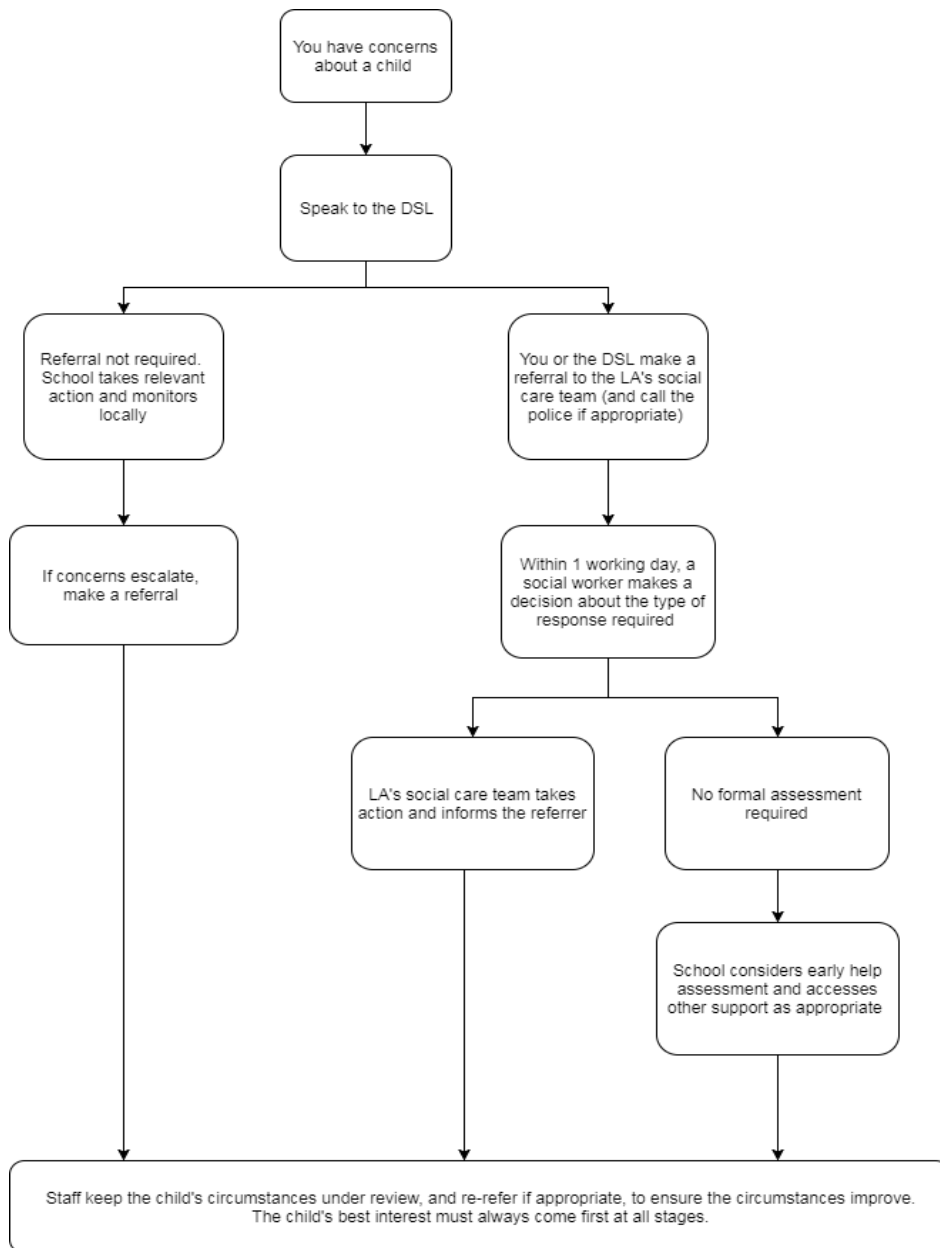 You have concerns
about a child
Speak to the DSL
Referral not required.
School takes relevant
action and monitors
locally
You or the DSL make a
referral to the LA's social
care team (and call the
police if appropriate)
If concerns escalate,
make a referral
Within 1 working day, a
social worker makes a
decision about the type of
response required
LA's social care team takes
action and informs the referrer
No formal assessment
required
School considers early help
assessment and accesses
other support as appropriate
Staff keep the child's circumstances under review, and re-refer if appropriate, to ensure the circumstances improve.
The child's best interest must always come first at all stages.